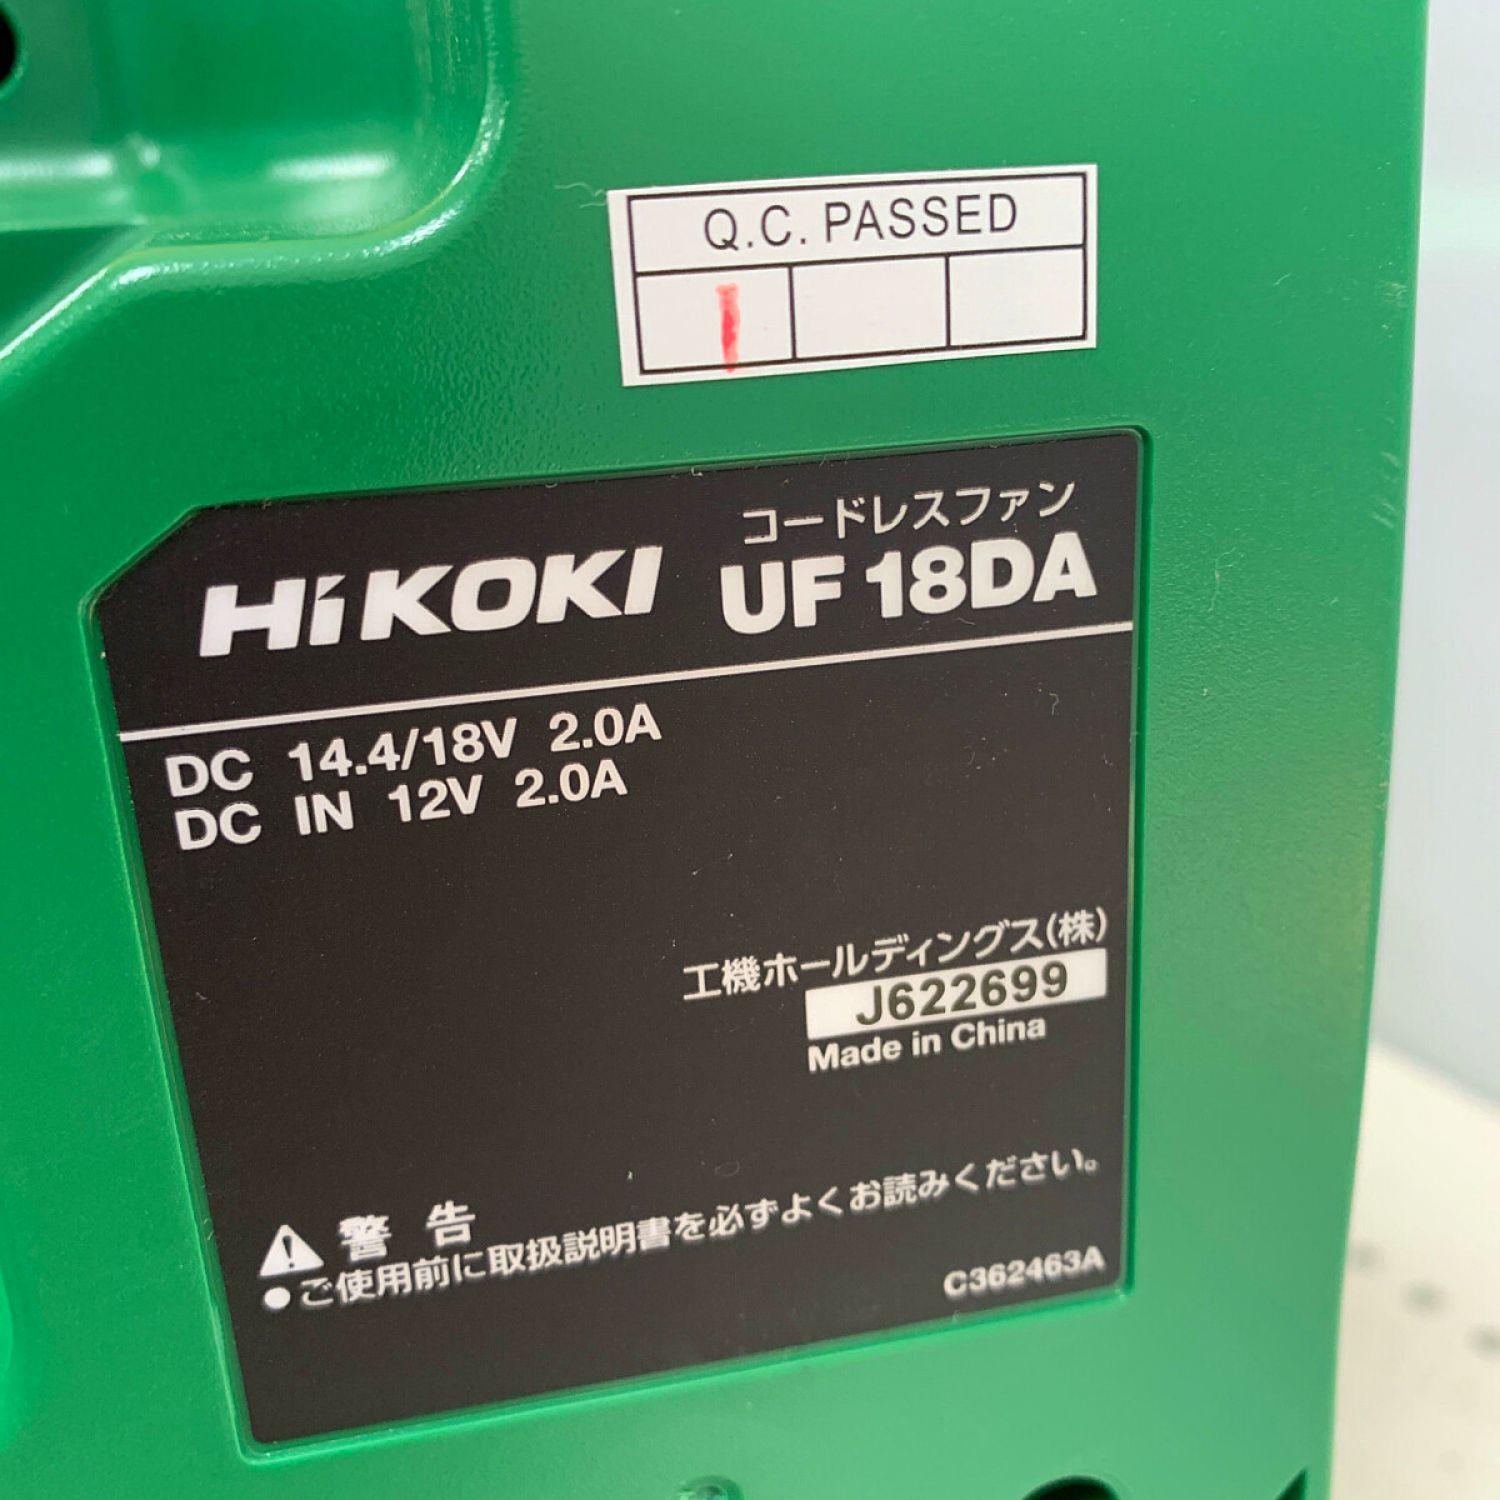 Q.C. PASSED
1
コードレスファン
HiKOKI UF 18DA
DC 14.4/18V 2.0A
DC IN 12V 2.0A
工機ホールディングス(株)
J622699
Made in China
警 告
●ご使用前に取扱説明書を必ずよくお読みください。
C362463A